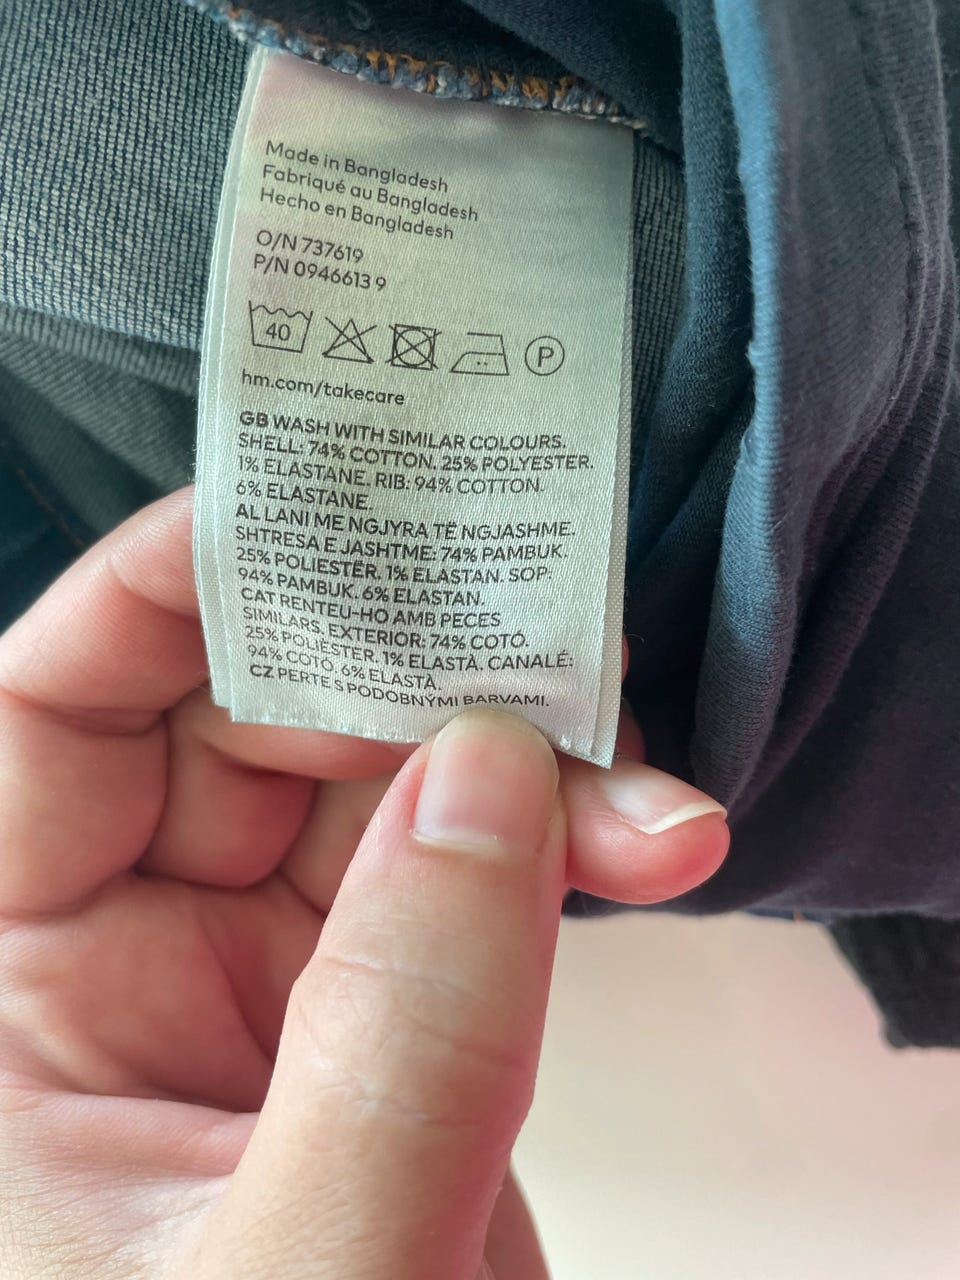 Made in Bangladesh
Fabriqué au Bangladesh
Hecho en Bangladesh
O/N 737619
P/N 0946613 9
40
P
hm.com/takecare
GB WASH WITH SIMILAR COLOURS.
SHELL: 74% COTTON. 25% POLYESTER.
1% ELASTANE. RIB: 94% COTTON.
6% ELASTANE.
AL LANI ME NGJYRA TË NGJASHME.
SHTRESA E JASHTME: 74% PAMBUK.
25% POLIESTËR. 1% ELASTAN. SOP:
94% PAMBUK. 6% ELASTAN.
CAT RENTEU-HO AMB PECES
SIMILARS. EXTERIOR: 74% COTÓ.
25% POLIÈSTER. 1% ELASTÀ. CANALÉ:
94% COTÓ. 6% ELASTÀ.
CZ PERTE S PODOBNÝMI BARVAMI.